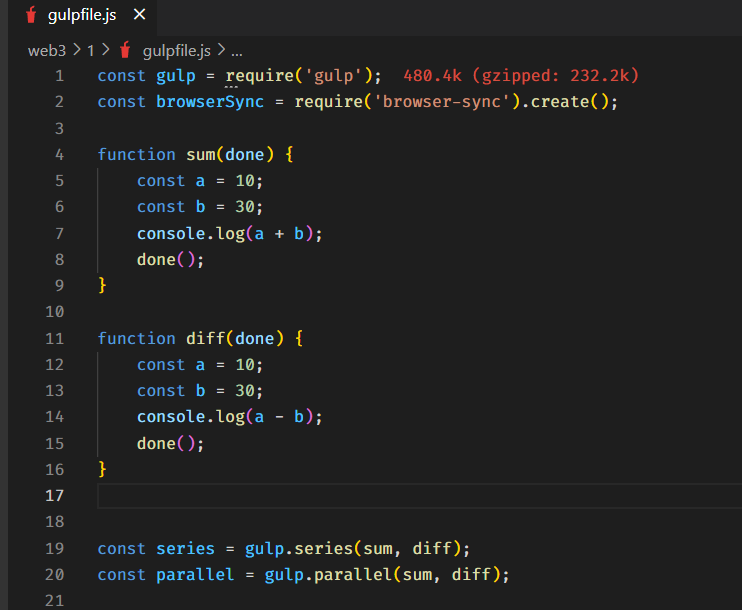 gulpfile.js
web3 > 1 > gulpfile.js > ...
1 const gulp = require('gulp'); 480.4k (gzipped: 232.2k)
2 const browserSync = require('browser-sync').create();
3
4 function sum(done) {
5     const a = 10;
6     const b = 30;
7     console.log(a + b);
8     done();
9 }
10
11 function diff(done) {
12     const a = 10;
13     const b = 30;
14     console.log(a - b);
15     done();
16 }
17
18
19 const series = gulp.series(sum, diff);
20 const parallel = gulp.parallel(sum, diff);
21